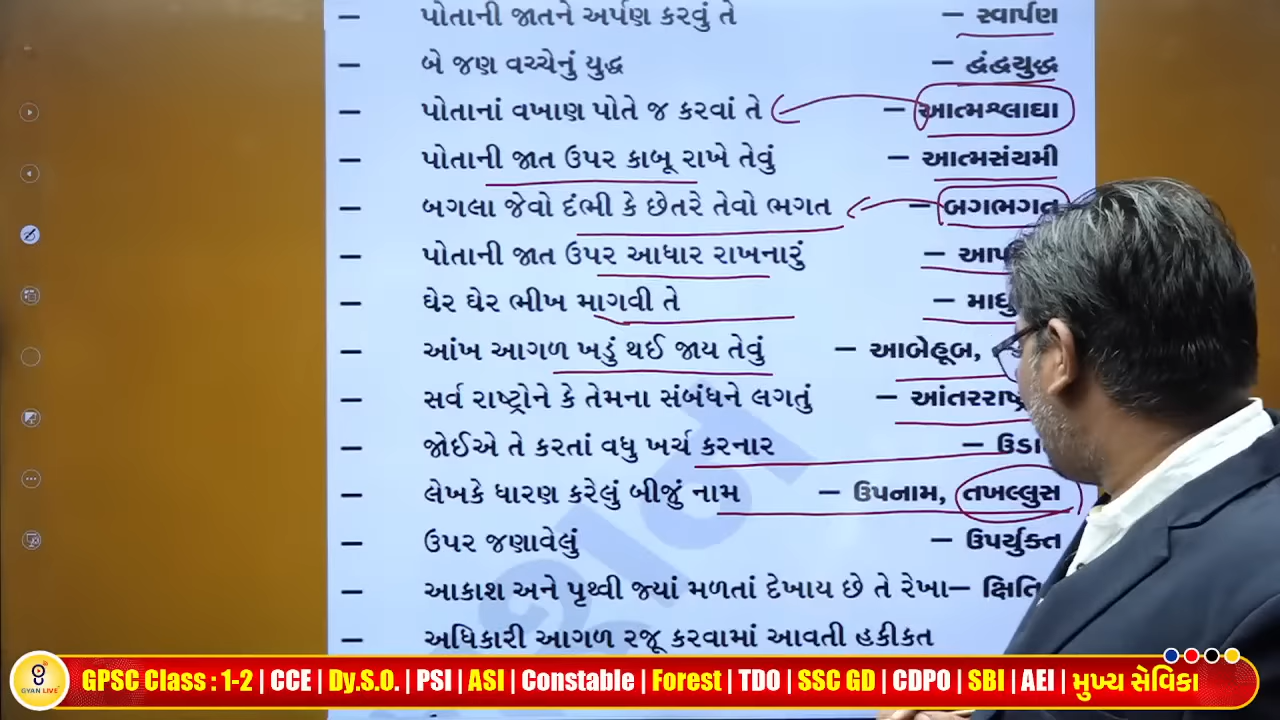 — પોતાની જાતને અર્પણ કરવું તે — સ્વાર્પણ
— બે જણ વચ્ચેનું યુદ્ધ — દ્વંદ્વયુદ્ધ
— પોતાનાં વખાણ પોતે જ કરવાં તે — આત્મશ્લાઘા
— પોતાની જાત ઉપર કાબૂ રાખે તેવું — આત્મસંયમી
— બગલા જેવો દંભી કે છેતરે તેવો ભગત — બગભગત
— પોતાની જાત ઉપર આધાર રાખનારું —
— ઘેર ઘેર ભીખ માગવી તે —
— આંખ આગળ ખડું થઈ જાય તેવું — આબેહૂબ,
— સર્વ રાષ્ટ્રોને કે તેમના સંબંધને લગતું —
— જોઈએ તે કરતાં વધુ ખર્ચ કરનાર —
— લેખકે ધારણ કરેલું બીજું નામ — ઉપનામ, તખલ્લુસ
— ઉપર જણાવેલું — ઉપર્યુક્ત
— આકાશ અને પૃથ્વી જ્યાં મળતાં દેખાય છે તે રેખા —
— અધિકારી આગળ રજૂ કરવામાં આવતી હકીકત
GYAN LIVE
GPSC Class : 1-2 | CCE | Dy.S.O. | PSI | ASI | Constable | Forest | TDO | SSC GD | CDPO | SBI | AEI | મુખ્ય સેવિકા